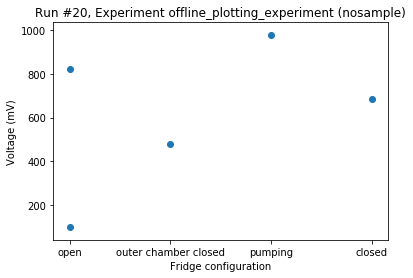 Run #20, Experiment offline_plotting_experiment (nosample)
1000
800
600
400
200
Voltage (mV)
open
outer chamber closed
pumping
closed
Fridge configuration